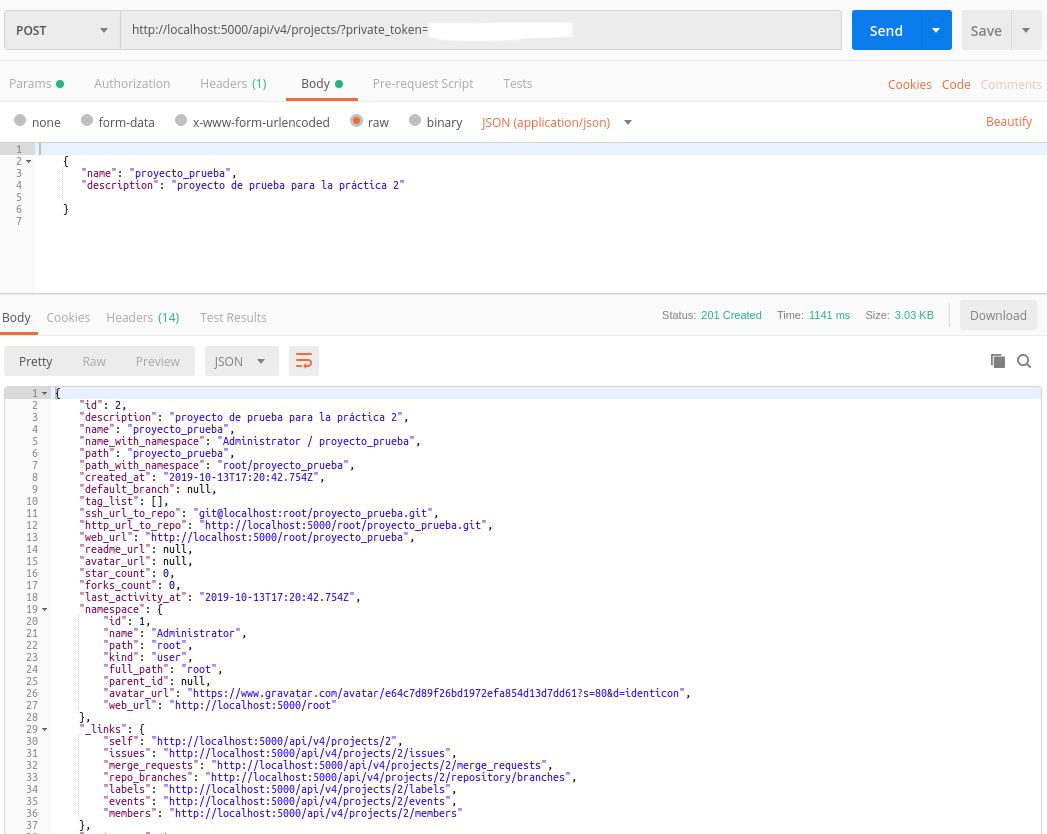 POST http://localhost:5000/api/v4/projects/?private_token= Send Save
Params Authorization Headers (1) Body Pre-request Script Tests Cookies Code Comments
none form-data x-www-form-urlencoded raw binary JSON (application/json) Beautify
1
2 {
3 "name": "proyecto_prueba",
4 "description": "proyecto de prueba para la práctica 2"
5
6 }
7
Body Cookies Headers (14) Test Results Status: 201 Created Time: 1141 ms Size: 3.03 KB Download
Pretty Raw Preview JSON
1 {
2 "id": 2,
3 "description": "proyecto de prueba para la práctica 2",
4 "name": "proyecto_prueba",
5 "name_with_namespace": "Administrator / proyecto_prueba",
6 "path": "proyecto_prueba",
7 "path_with_namespace": "root/proyecto_prueba",
8 "created_at": "2019-10-13T17:20:42.754Z",
9 "default_branch": null,
10 "tag_list": [],
11 "ssh_url_to_repo": "git@localhost:root/proyecto_prueba.git",
12 "http_url_to_repo": "http://localhost:5000/root/proyecto_prueba.git",
13 "web_url": "http://localhost:5000/root/proyecto_prueba",
14 "readme_url": null,
15 "avatar_url": null,
16 "star_count": 0,
17 "forks_count": 0,
18 "last_activity_at": "2019-10-13T17:20:42.754Z",
19 "namespace": {
20 "id": 1,
21 "name": "Administrator",
22 "path": "root",
23 "kind": "user",
24 "full_path": "root",
25 "parent_id": null,
26 "avatar_url": "https://www.gravatar.com/avatar/e64c7d89f26bd1972efa854d13d7dd61?s=80&d=identicon",
27 "web_url": "http://localhost:5000/root"
28 },
29 "_links": {
30 "self": "http://localhost:5000/api/v4/projects/2",
31 "issues": "http://localhost:5000/api/v4/projects/2/issues",
32 "merge_requests": "http://localhost:5000/api/v4/projects/2/merge_requests",
33 "repo_branches": "http://localhost:5000/api/v4/projects/2/repository/branches",
34 "labels": "http://localhost:5000/api/v4/projects/2/labels",
35 "events": "http://localhost:5000/api/v4/projects/2/events",
36 "members": "http://localhost:5000/api/v4/projects/2/members"
37 },